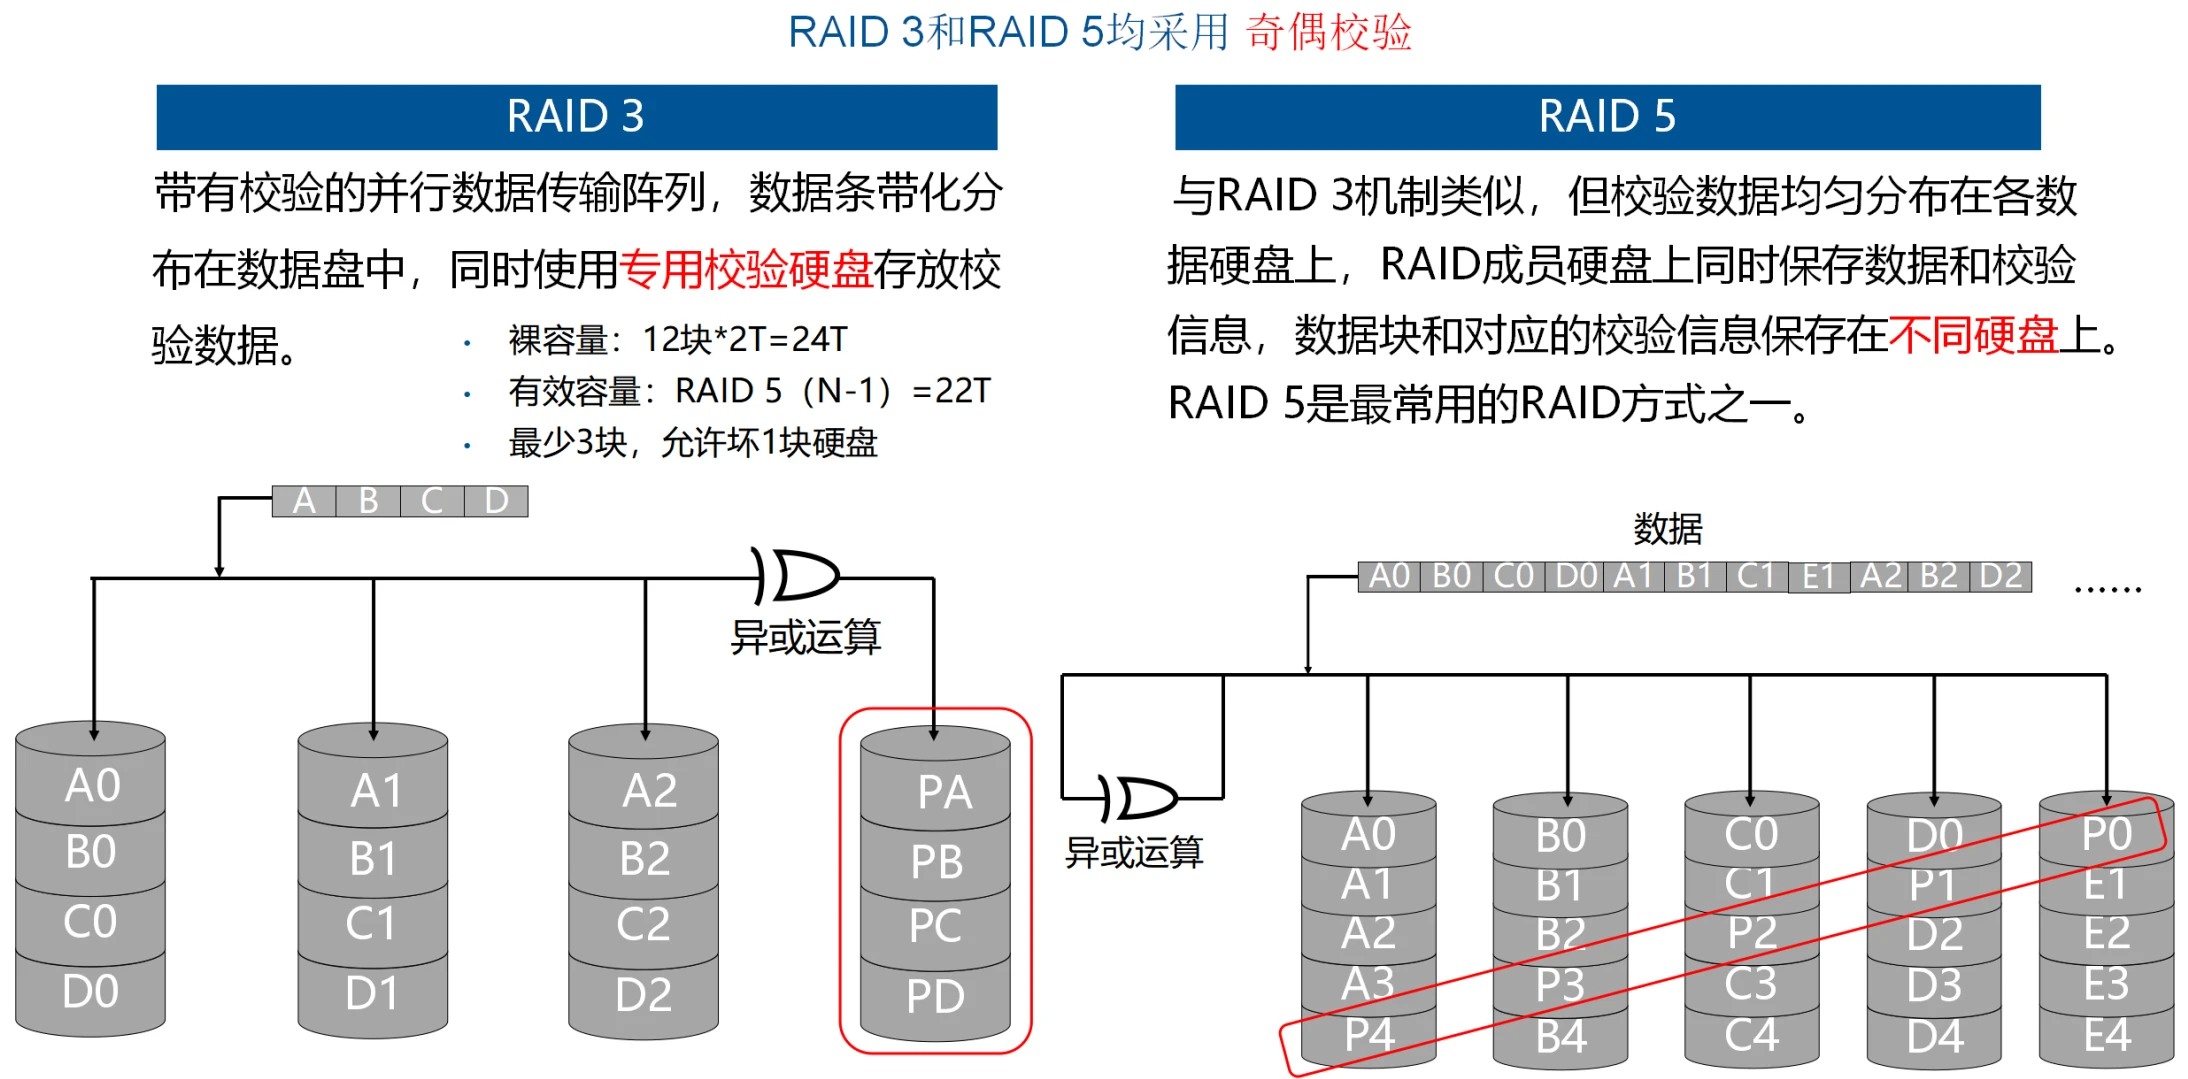 RAID 3和RAID 5均采用 奇偶校验
RAID 3
带有校验的并行数据传输阵列，数据条带化分
布在数据盘中，同时使用专用校验硬盘存放校
验数据。
· 裸容量：12块*2T=24T
· 有效容量：RAID 5（N-1）=22T
· 最少3块，允许坏1块硬盘
A B C D
异或运算
A0 A1 A2 PA
B0 B1 B2 PB
C0 C1 C2 PC
D0 D1 D2 PD
RAID 5
与RAID 3机制类似，但校验数据均匀分布在各数
据硬盘上，RAID成员硬盘上同时保存数据和校验
信息，数据块和对应的校验信息保存在不同硬盘上。
RAID 5是最常用的RAID方式之一。
数据
A0 B0 C0 D0 A1 B1 C1 E1 A2 B2 D2 ······
异或运算
A0 B0 C0 D0 P0
A1 B1 C1 P1 E1
A2 B2 P2 D2 E2
A3 P3 C3 D3 E3
P4 B4 C4 D4 E4